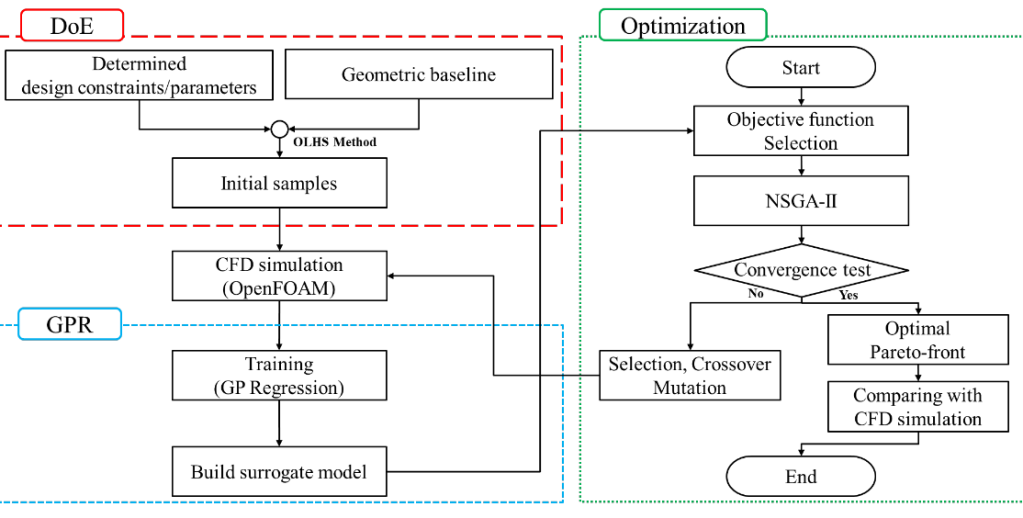 DoE
Determined
design constraints/parameters
Geometric baseline
OLHS Method
Initial samples
CFD simulation
(OpenFOAM)
GPR
Training
(GP Regression)
Build surrogate model
Optimization
Start
Objective function
Selection
NSGA-II
Convergence test
No
Yes
Selection, Crossover
Mutation
Optimal
Pareto-front
Comparing with
CFD simulation
End